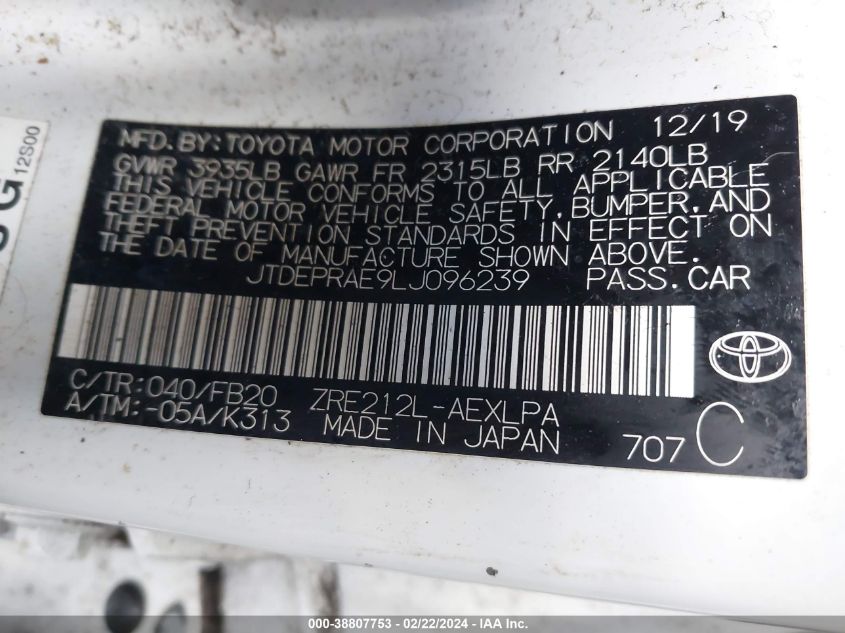 MFD.BY:TOYOTA MOTOR CORPORATION 12/19
GVWR 3935LB GAWR FR 2315LB RR 2140LB
THIS VEHICLE CONFORMS TO ALL APPLICABLE
FEDERAL MOTOR VEHICLE SAFETY,BUMPER,AND
THEFT PREVENTION STANDARDS IN EFFECT ON
THE DATE OF MANUFACTURE SHOWN ABOVE.
JTDEPRAE9LJ096239 PASS.CAR
C/TR:040/FB20 ZRE212L-AEXLPA
A/TM:-05A/K313 MADE IN JAPAN 707 C
G 12S00
000-38807753 - 02/22/2024 - IAA Inc.